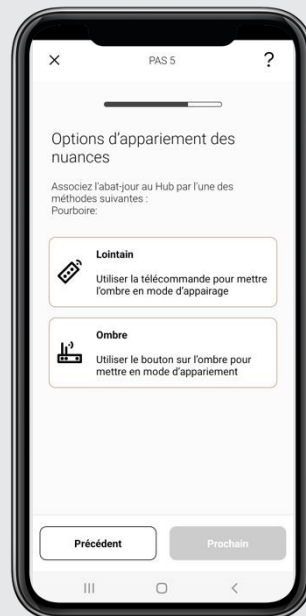 PAS 5
?
Options d'appariement des
nuances
Associez l'abat-jour au Hub par l'une des
méthodes suivantes :
Pourboire:
Lointain
Utiliser la télécommande pour mettre
l'ombre en mode d'appairage
Ombre
Utiliser le bouton sur l'ombre pour
mettre en mode d'appariement
Précédent
Prochain